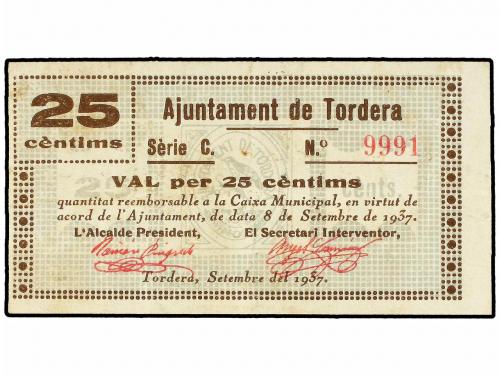 25
cèntims
Ajuntament de Tordera
Sèrie C. N.º 9991
VAL per 25 cèntims
quantitat reemborsable a la Caixa Municipal, en virtut de
acord de l'Ajuntament, de data 8 de Setembre de 1937.
L'Alcalde President, El Secretari Interventor,
Tordera, Setembre del 1937.